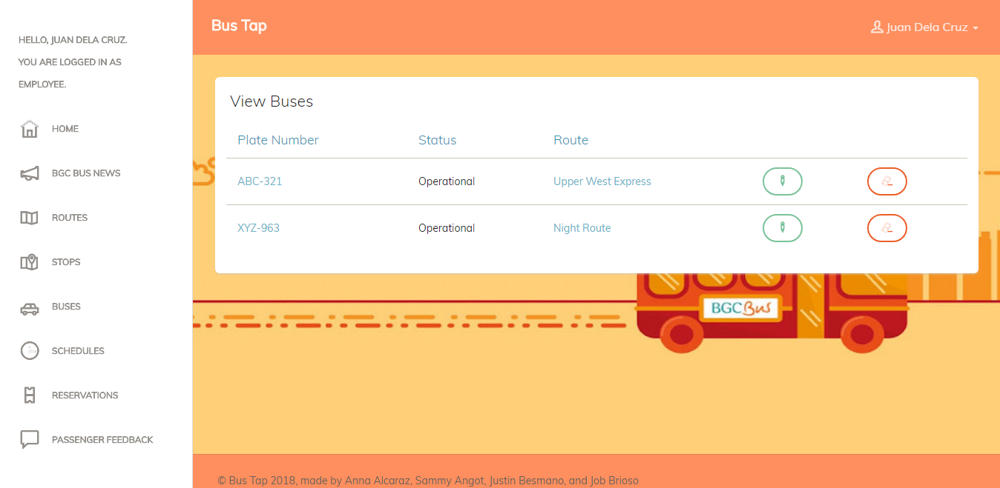 HELLO, JUAN DELA CRUZ.
YOU ARE LOGGED IN AS
EMPLOYEE.
HOME
BGC BUS NEWS
ROUTES
STOPS
BUSES
SCHEDULES
RESERVATIONS
PASSENGER FEEDBACK
Bus Tap
Juan Dela Cruz
View Buses
Plate Number Status Route
ABC-321 Operational Upper West Express
XYZ-963 Operational Night Route
BGC Bus
© Bus Tap 2018, made by Anna Alcaraz, Sammy Angot, Justin Besmano, and Job Brioso